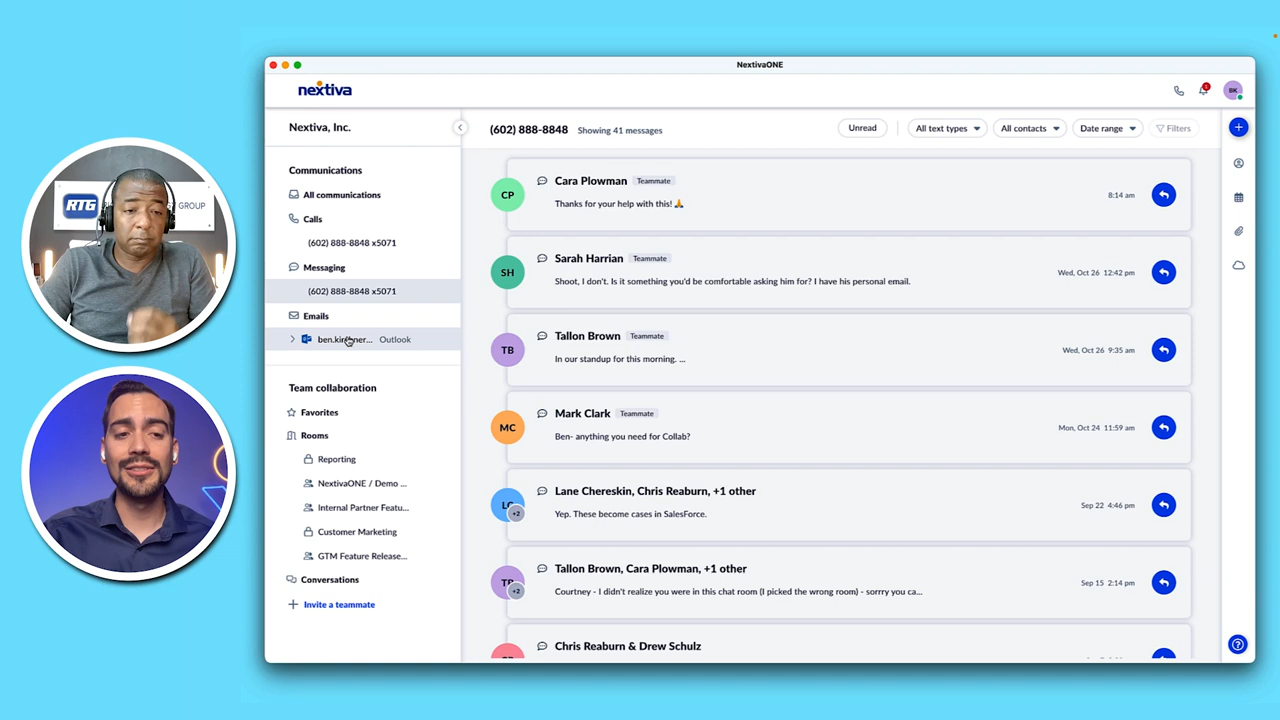 NextivaONE
nextiva
1
BK
Nextiva, Inc.
Communications
All communications
Calls
(602) 888-8848 x5071
Messaging
(602) 888-8848 x5071
Emails
Outlook
Team collaboration
Favorites
Rooms
Reporting
NextivaONE / Demo ...
Internal Partner Featu...
Customer Marketing
GTM Feature Release...
Conversations
Invite a teammate
(602) 888-8848 Showing 41 messages
Unread
All text types
All contacts
Date range
Filters
CP
Cara Plowman Teammate
Thanks for your help with this! 🙏
8:14 am
SH
Sarah Harrian Teammate
Shoot, I don't. Is it something you'd be comfortable asking him for? I have his personal email.
Wed, Oct 26 12:42 pm
TB
Tallon Brown Teammate
In our standup for this morning. ...
Wed, Oct 26 9:35 am
MC
Mark Clark Teammate
Ben- anything you need for Collab?
Mon, Oct 24 11:59 am
+2
Lane Chereskin, Chris Reaburn, +1 other
Yep. These become cases in SalesForce.
Sep 22 4:46 pm
+2
Tallon Brown, Cara Plowman, +1 other
Courtney - I didn't realize you were in this chat room (I picked the wrong room) - sorrry you ca...
Sep 15 2:14 pm
Chris Reaburn & Drew Schulz
RTG
GROUP